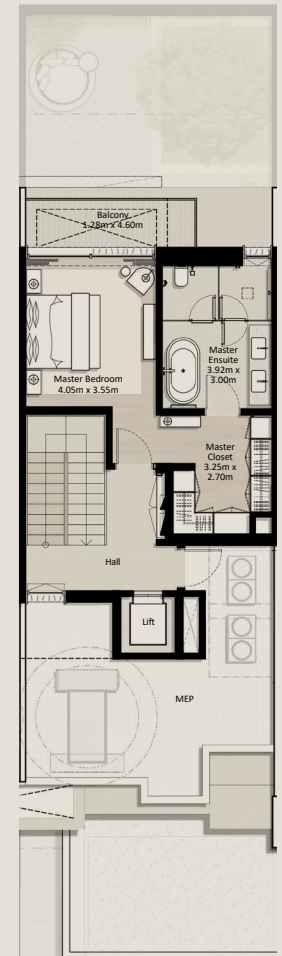 Balcony
1.28m x 4.60m
Master
Ensuite
3.92m x
3.00m
Master Bedroom
4.05m x 3.55m
Master
Closet
3.25m x
2.70m
Hall
Lift
MEP